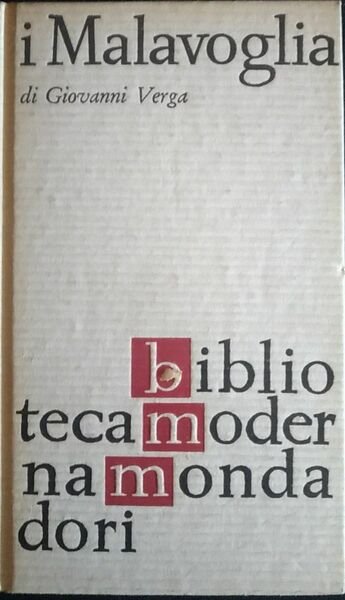 i Malavoglia
di Giovanni Verga
biblio
tecamoder
namonda
dori